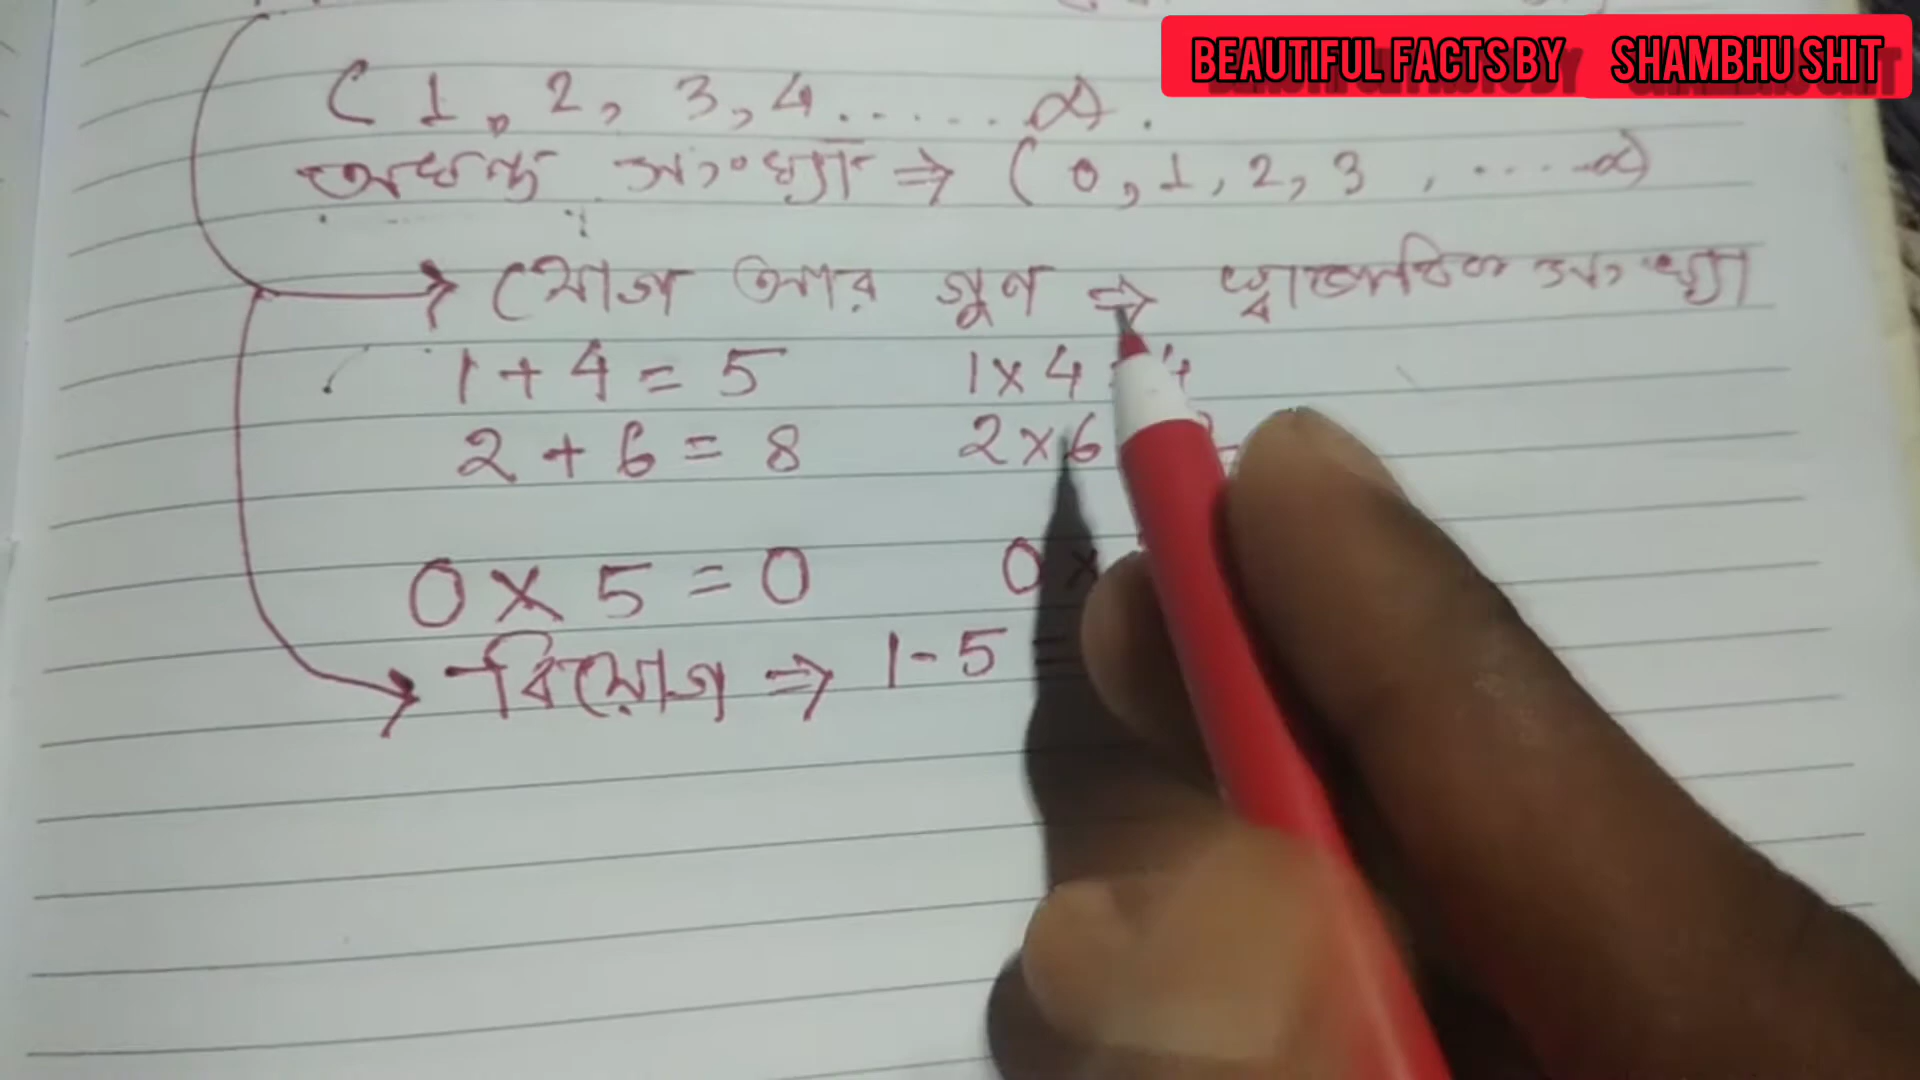 BEAUTIFUL FACTS BY SHAMBHU SHIT
( 1, 2, 3, 4 ..... ∝.
অখন্ড সংখ্যা ⇒ ( 0, 1, 2, 3, .... ∝)
→ যোগ আর গুন ⇒ স্বাভাবিক সংখ্যা
1 + 4 = 5 1 x 4
2 + 6 = 8 2 x 6
0 x 5 = 0 0 x
→ বিয়োগ ⇒ 1 - 5 =